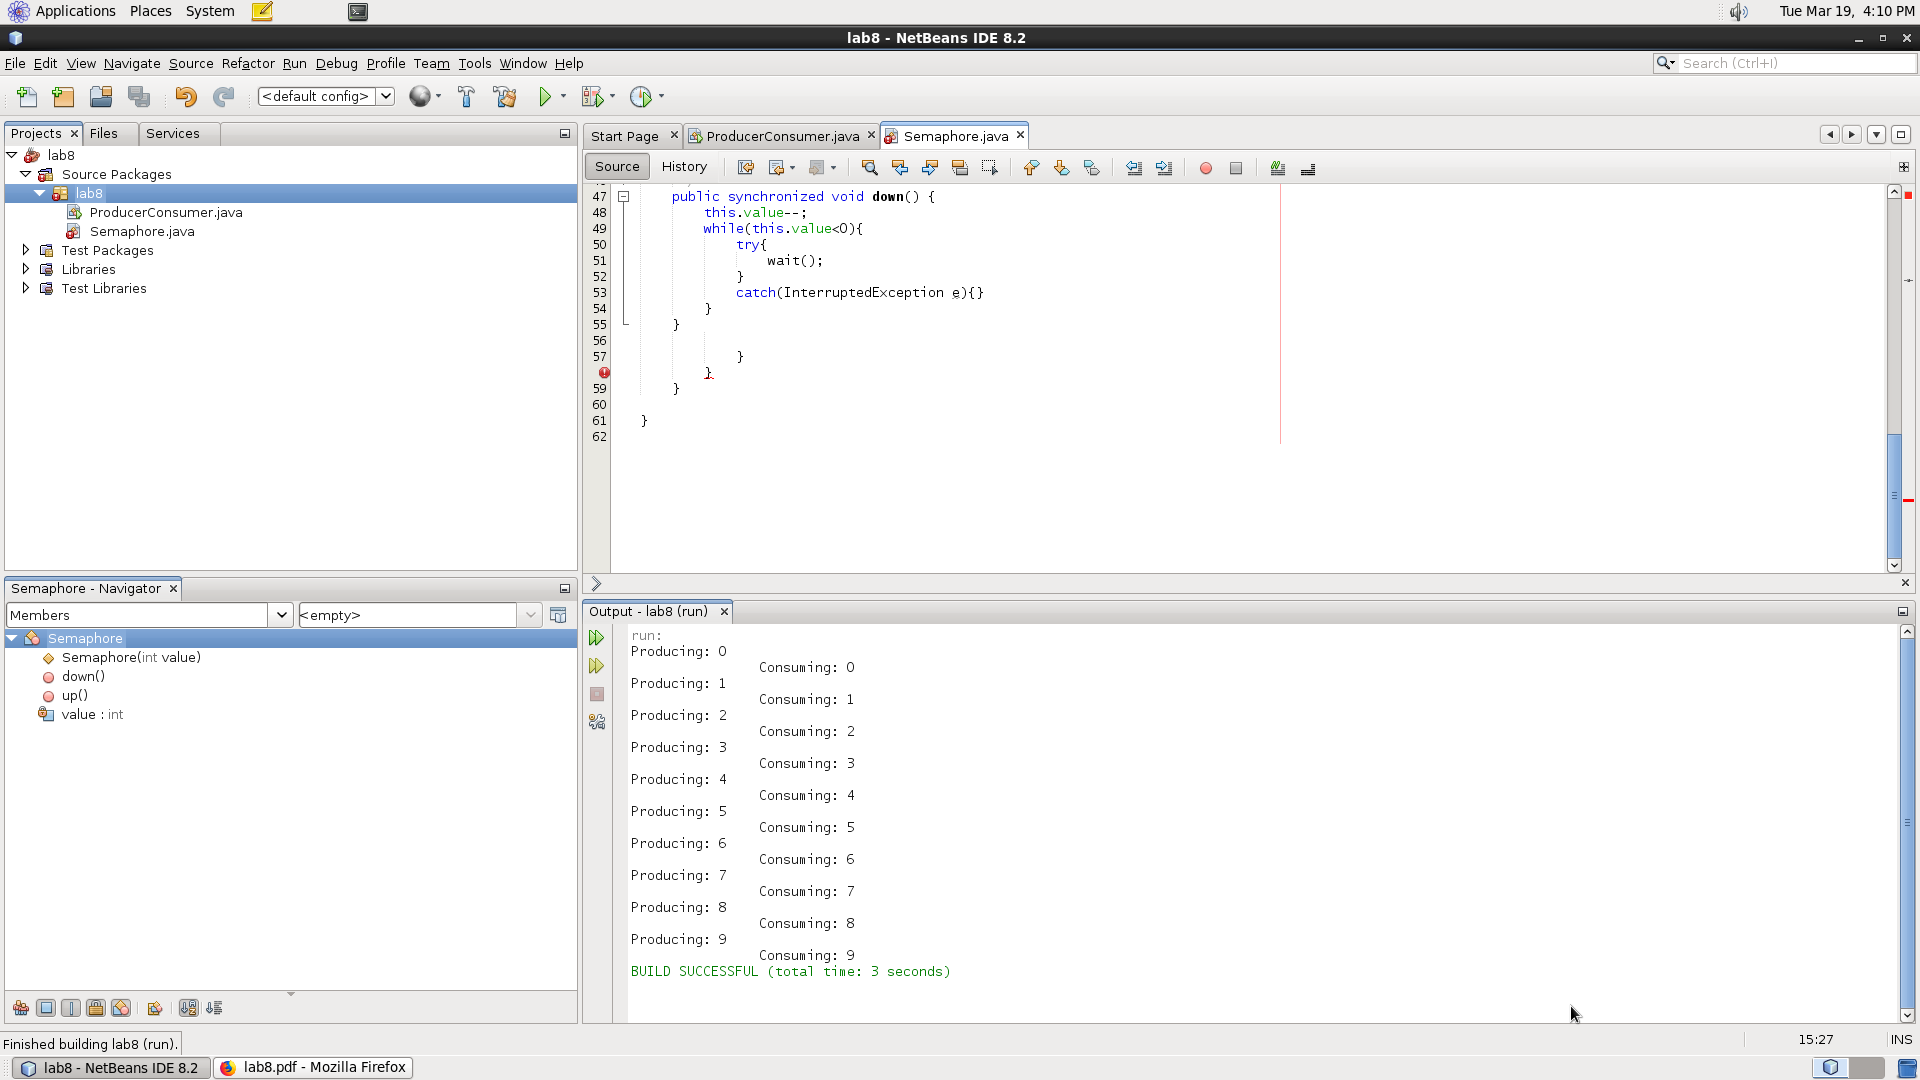 Applications Places System
Tue Mar 19, 4:10 PM
lab8 - NetBeans IDE 8.2
File Edit View Navigate Source Refactor Run Debug Profile Team Tools Window Help
Search (Ctrl+I)
<default config>
Projects Files Services
lab8
Source Packages
lab8
ProducerConsumer.java
Semaphore.java
Test Packages
Libraries
Test Libraries
Start Page ProducerConsumer.java Semaphore.java
Source History
47 public synchronized void down() {
48 this.value--;
49 while(this.value<0){
50 try{
51 wait();
52 }
53 catch(InterruptedException e){}
54 }
55 }
56
57 }
}
59 }
60
61 }
62
Semaphore - Navigator
Members <empty>
Semaphore
Semaphore(int value)
down()
up()
value : int
Output - lab8 (run)
run:
Producing: 0
Consuming: 0
Producing: 1
Consuming: 1
Producing: 2
Consuming: 2
Producing: 3
Consuming: 3
Producing: 4
Consuming: 4
Producing: 5
Consuming: 5
Producing: 6
Consuming: 6
Producing: 7
Consuming: 7
Producing: 8
Consuming: 8
Producing: 9
Consuming: 9
BUILD SUCCESSFUL (total time: 3 seconds)
Finished building lab8 (run).
15:27 INS
lab8 - NetBeans IDE 8.2 lab8.pdf - Mozilla Firefox